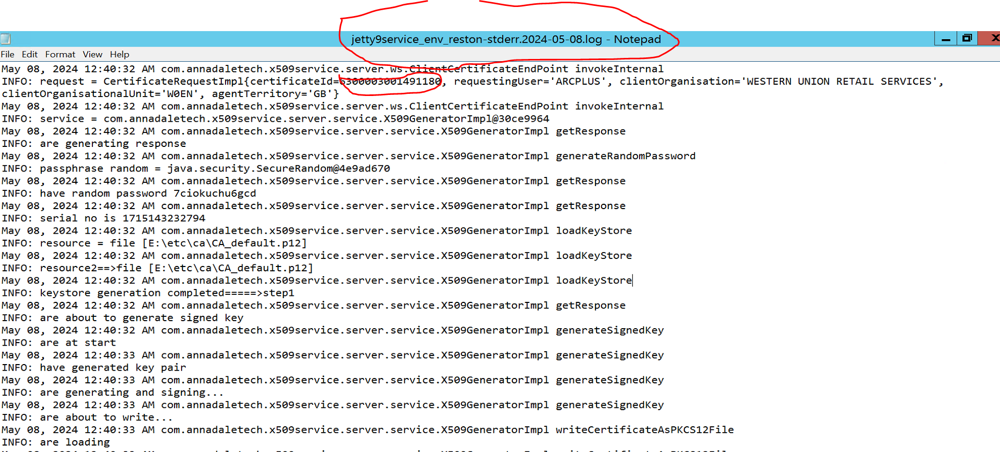 jetty9service_env_reston-stderr.2024-05-08.log - Notepad
File Edit Format View Help
May 08, 2024 12:40:32 AM com.annadaletech.x509service.server.ws.ClientCertificateEndPoint invokeInternal
INFO: request = CertificateRequestImpl{certificateId=6300003001491180, requestingUser='ARCPLUS', clientOrganisation='WESTERN UNION RETAIL SERVICES',
clientOrganisationalUnit='W0EN', agentTerritory='GB'}
May 08, 2024 12:40:32 AM com.annadaletech.x509service.server.ws.ClientCertificateEndPoint invokeInternal
INFO: service = com.annadaletech.x509service.server.service.X509GeneratorImpl@30ce9964
May 08, 2024 12:40:32 AM com.annadaletech.x509service.server.service.X509GeneratorImpl getResponse
INFO: are generating response
May 08, 2024 12:40:32 AM com.annadaletech.x509service.server.service.X509GeneratorImpl generateRandomPassword
INFO: passphrase random = java.security.SecureRandom@4e9ad670
May 08, 2024 12:40:32 AM com.annadaletech.x509service.server.service.X509GeneratorImpl getResponse
INFO: have random password 7ciokuchu6gcd
May 08, 2024 12:40:32 AM com.annadaletech.x509service.server.service.X509GeneratorImpl getResponse
INFO: serial no is 1715143232794
May 08, 2024 12:40:32 AM com.annadaletech.x509service.server.service.X509GeneratorImpl loadKeyStore
INFO: resource = file [E:\etc\ca\CA_default.p12]
May 08, 2024 12:40:32 AM com.annadaletech.x509service.server.service.X509GeneratorImpl loadKeyStore
INFO: resource2==>file [E:\etc\ca\CA_default.p12]
May 08, 2024 12:40:32 AM com.annadaletech.x509service.server.service.X509GeneratorImpl loadKeyStore
INFO: keystore generation completed=====>step1
May 08, 2024 12:40:32 AM com.annadaletech.x509service.server.service.X509GeneratorImpl getResponse
INFO: are about to generate signed key
May 08, 2024 12:40:32 AM com.annadaletech.x509service.server.service.X509GeneratorImpl generateSignedKey
INFO: are at start
May 08, 2024 12:40:33 AM com.annadaletech.x509service.server.service.X509GeneratorImpl generateSignedKey
INFO: have generated key pair
May 08, 2024 12:40:33 AM com.annadaletech.x509service.server.service.X509GeneratorImpl generateSignedKey
INFO: are generating and signing...
May 08, 2024 12:40:33 AM com.annadaletech.x509service.server.service.X509GeneratorImpl generateSignedKey
INFO: are about to write...
May 08, 2024 12:40:33 AM com.annadaletech.x509service.server.service.X509GeneratorImpl writeCertificateAsPKCS12File
INFO: are loading